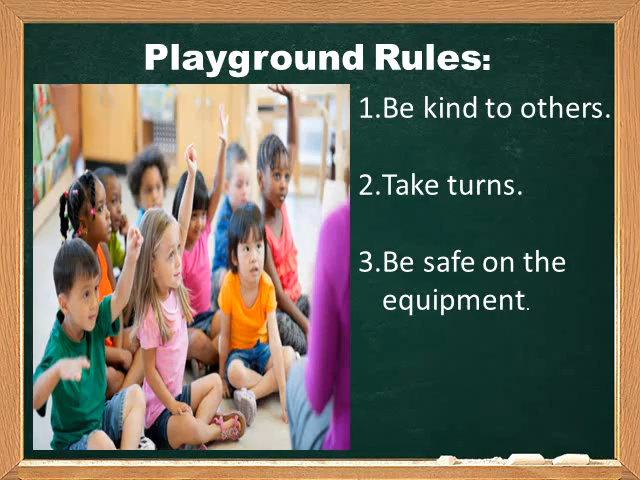 Playground Rules:
1.Be kind to others.
2.Take turns.
3.Be safe on the
equipment.